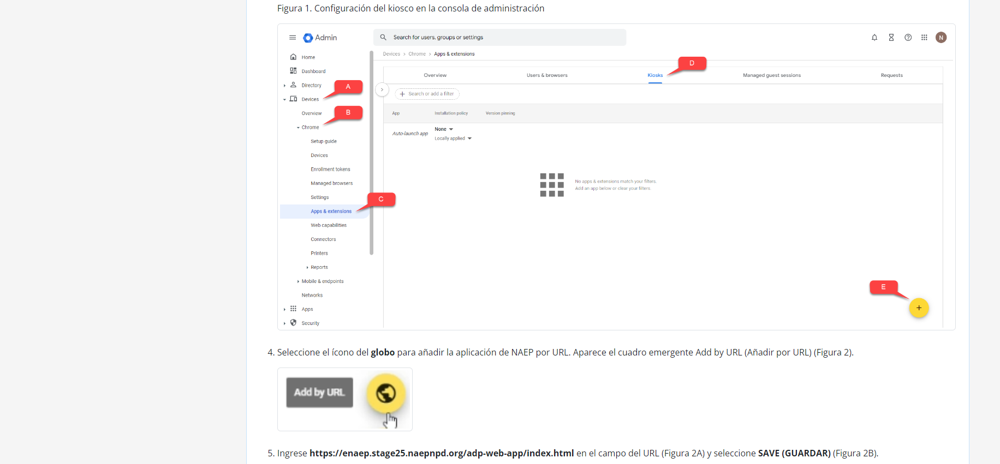 Figura 1. Configuración del kiosco en la consola de administración
Admin
Search for users, groups or settings
N
Devices > Chrome > Apps & extensions
Home
Dashboard
Directory
A
Devices
Overview
B
Chrome
Setup guide
Devices
Enrollment tokens
Managed browsers
Settings
C
Apps & extensions
Web capabilities
Connectors
Printers
Reports
Mobile & endpoints
Networks
Apps
Security
D
Overview
Users & browsers
Kiosks
Managed guest sessions
Requests
+ Search or add a filter
App
Installation policy
Version pinning
Auto-launch app
None
Locally applied
No apps & extensions match your filters.
Add an app below or clear your filters.
E
+
4. Seleccione el ícono del globo para añadir la aplicación de NAEP por URL. Aparece el cuadro emergente Add by URL (Añadir por URL) (Figura 2).
Add by URL
5. Ingrese https://enaep.stage25.naepnpd.org/adp-web-app/index.html en el campo del URL (Figura 2A) y seleccione SAVE (GUARDAR) (Figura 2B).